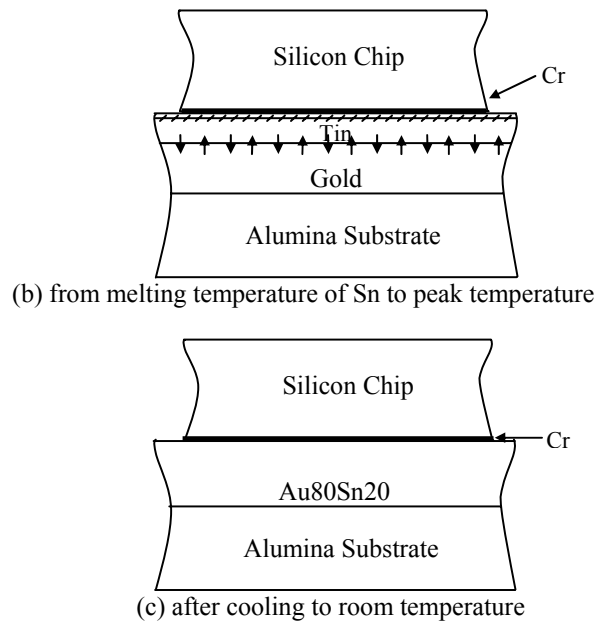 Silicon Chip
Cr
Tin
Gold
Alumina Substrate
(b) from melting temperature of Sn to peak temperature
Silicon Chip
Cr
Au80Sn20
Alumina Substrate
(c) after cooling to room temperature